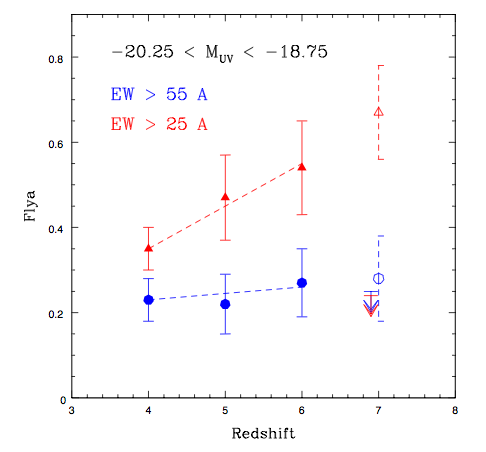 -20.25 < M_UV < -18.75
EW > 55 A
EW > 25 A
Flya
0.8
0.6
0.4
0.2
0
3 4 5 6 7 8
Redshift